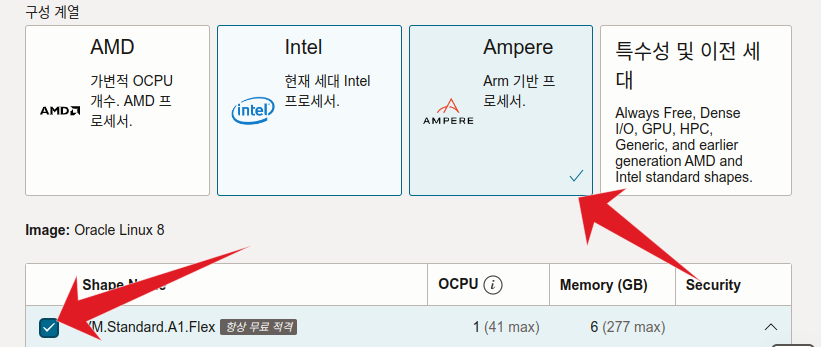 구성 계열
AMD
가변적 OCPU
개수. AMD 프
로세서.
AMD
Intel
현재 세대 Intel
프로세서.
intel
Ampere
Arm 기반 프
로세서.
AMPERE
특수성 및 이전 세
대
Always Free, Dense
I/O, GPU, HPC,
Generic, and earlier
generation AMD and
Intel standard shapes.
Image: Oracle Linux 8
Shape OCPU i Memory (GB) Security
VM.Standard.A1.Flex 항상 무료 적격 1 (41 max) 6 (277 max)